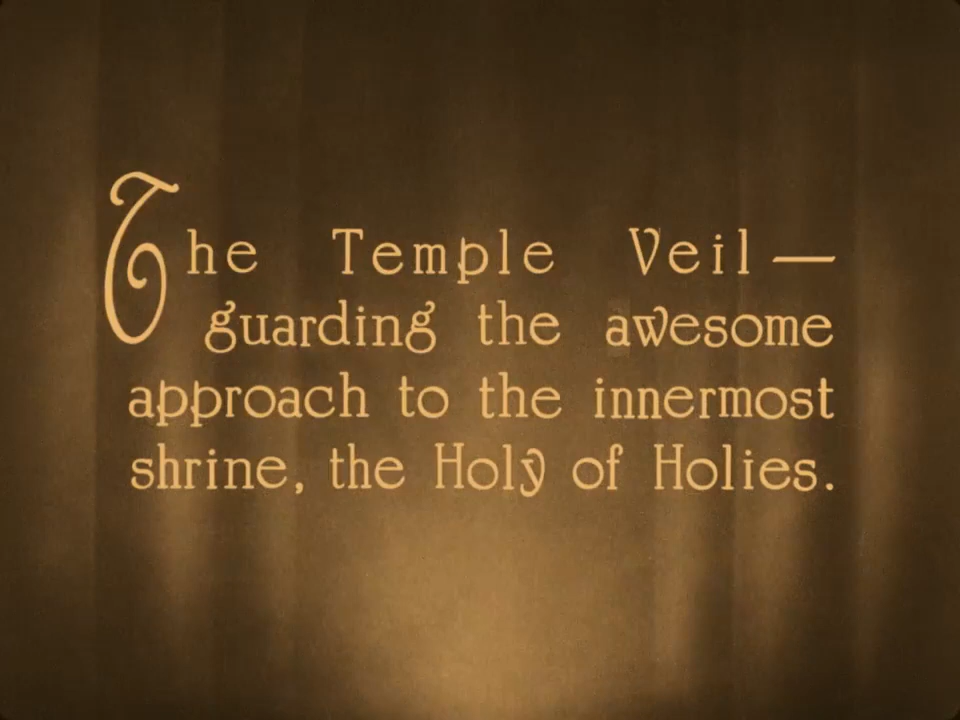 The Temple Veil—
guarding the awesome
approach to the innermost
shrine, the Holy of Holies.